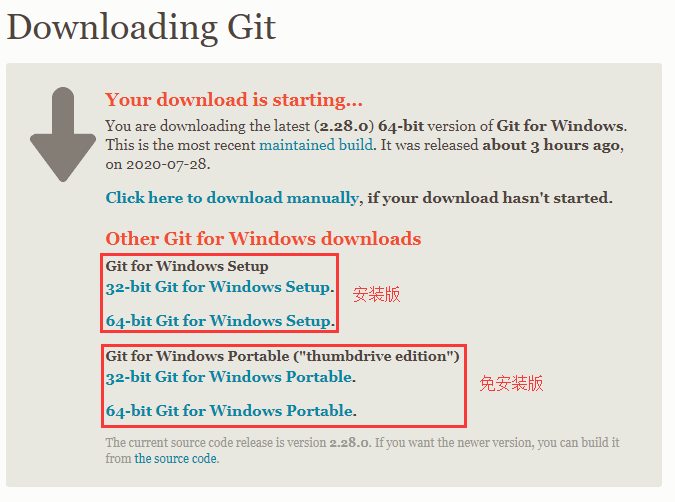 Downloading Git
Your download is starting...
You are downloading the latest (2.28.0) 64-bit version of Git for Windows.
This is the most recent maintained build. It was released about 3 hours ago,
on 2020-07-28.
Click here to download manually, if your download hasn't started.
Other Git for Windows downloads
Git for Windows Setup
32-bit Git for Windows Setup.
安装版
64-bit Git for Windows Setup.
Git for Windows Portable ("thumbdrive edition")
32-bit Git for Windows Portable.
免安装版
64-bit Git for Windows Portable.
The current source code release is version 2.28.0. If you want the newer version, you can build it
from the source code.